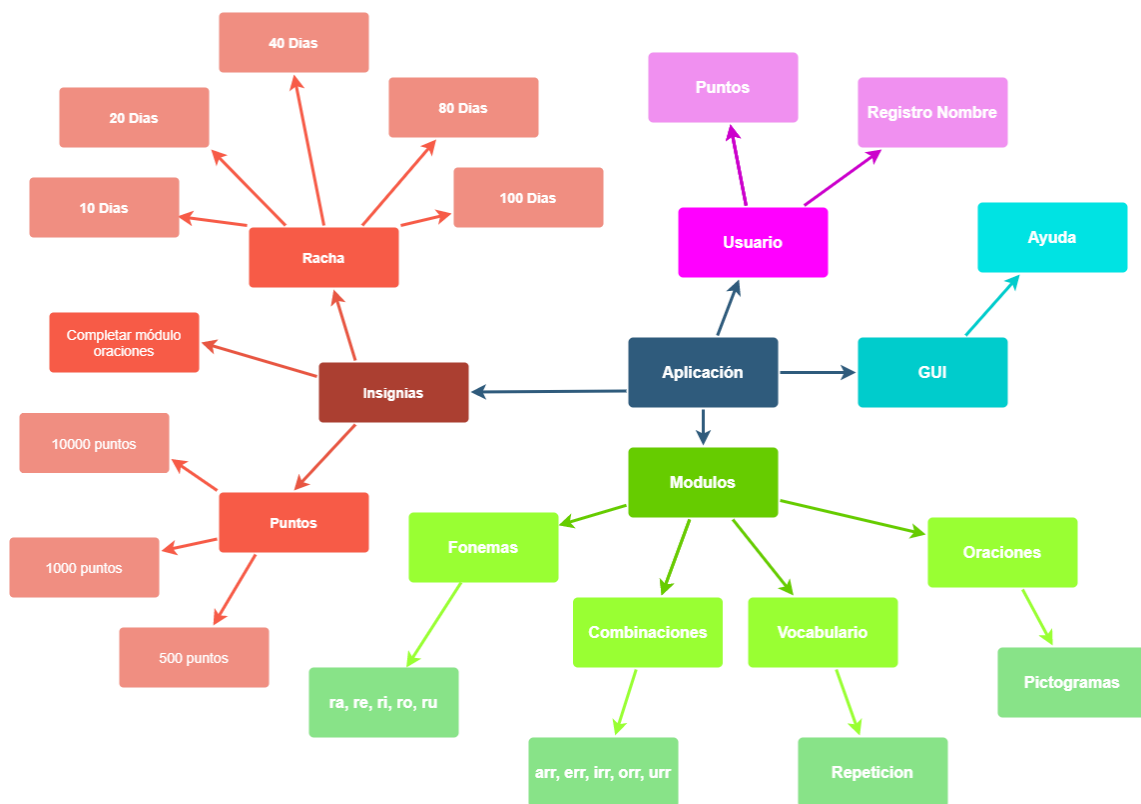 40 Dias
Puntos
80 Dias
Registro Nombre
20 Dias
10 Dias
100 Dias
Usuario
Ayuda
Racha
Completar módulo
oraciones
Aplicación
GUI
Insignias
10000 puntos
Modulos
Puntos
Fonemas
Oraciones
1000 puntos
Combinaciones
Vocabulario
500 puntos
Pictogramas
ra, re, ri, ro, ru
arr, err, irr, orr, urr
Repeticion